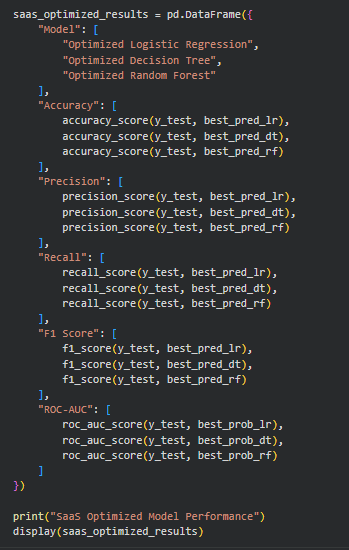 saas_optimized_results = pd.DataFrame({
    "Model": [
        "Optimized Logistic Regression",
        "Optimized Decision Tree",
        "Optimized Random Forest"
    ],
    "Accuracy": [
        accuracy_score(y_test, best_pred_lr),
        accuracy_score(y_test, best_pred_dt),
        accuracy_score(y_test, best_pred_rf)
    ],
    "Precision": [
        precision_score(y_test, best_pred_lr),
        precision_score(y_test, best_pred_dt),
        precision_score(y_test, best_pred_rf)
    ],
    "Recall": [
        recall_score(y_test, best_pred_lr),
        recall_score(y_test, best_pred_dt),
        recall_score(y_test, best_pred_rf)
    ],
    "F1 Score": [
        f1_score(y_test, best_pred_lr),
        f1_score(y_test, best_pred_dt),
        f1_score(y_test, best_pred_rf)
    ],
    "ROC-AUC": [
        roc_auc_score(y_test, best_prob_lr),
        roc_auc_score(y_test, best_prob_dt),
        roc_auc_score(y_test, best_prob_rf)
    ]
})

print("SaaS Optimized Model Performance")
display(saas_optimized_results)